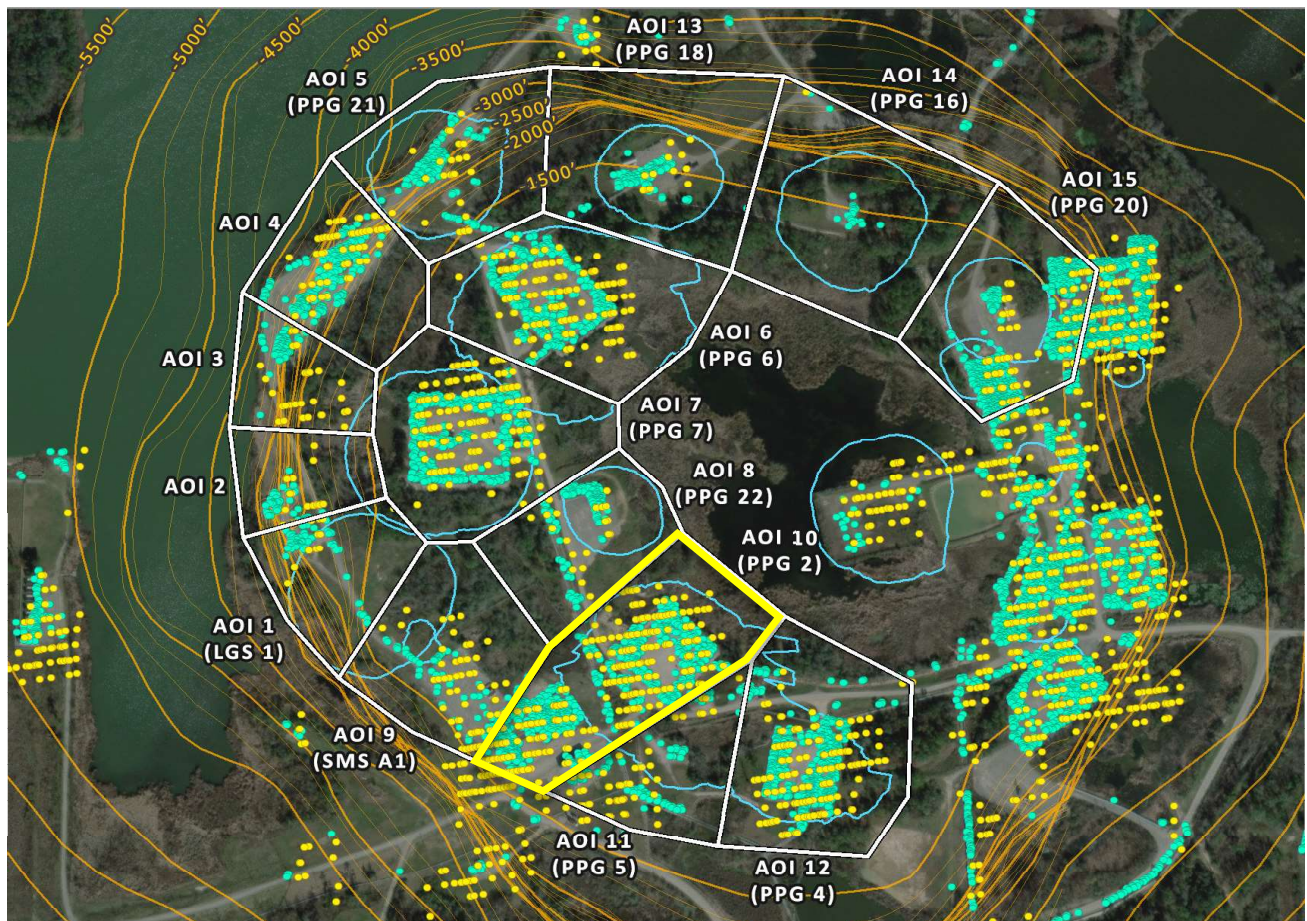 -5500'
-5000'
-4500'
-4000'
-3500'
-3000'
-2500'
-2000'
-1500'
AOI 13
(PPG 18)
AOI 14
(PPG 16)
AOI 5
(PPG 21)
AOI 15
(PPG 20)
AOI 4
AOI 3
AOI 6
(PPG 6)
AOI 7
(PPG 7)
AOI 8
(PPG 22)
AOI 2
AOI 10
(PPG 2)
AOI 1
(LGS 1)
AOI 9
(SMS A1)
AOI 11
(PPG 5)
AOI 12
(PPG 4)